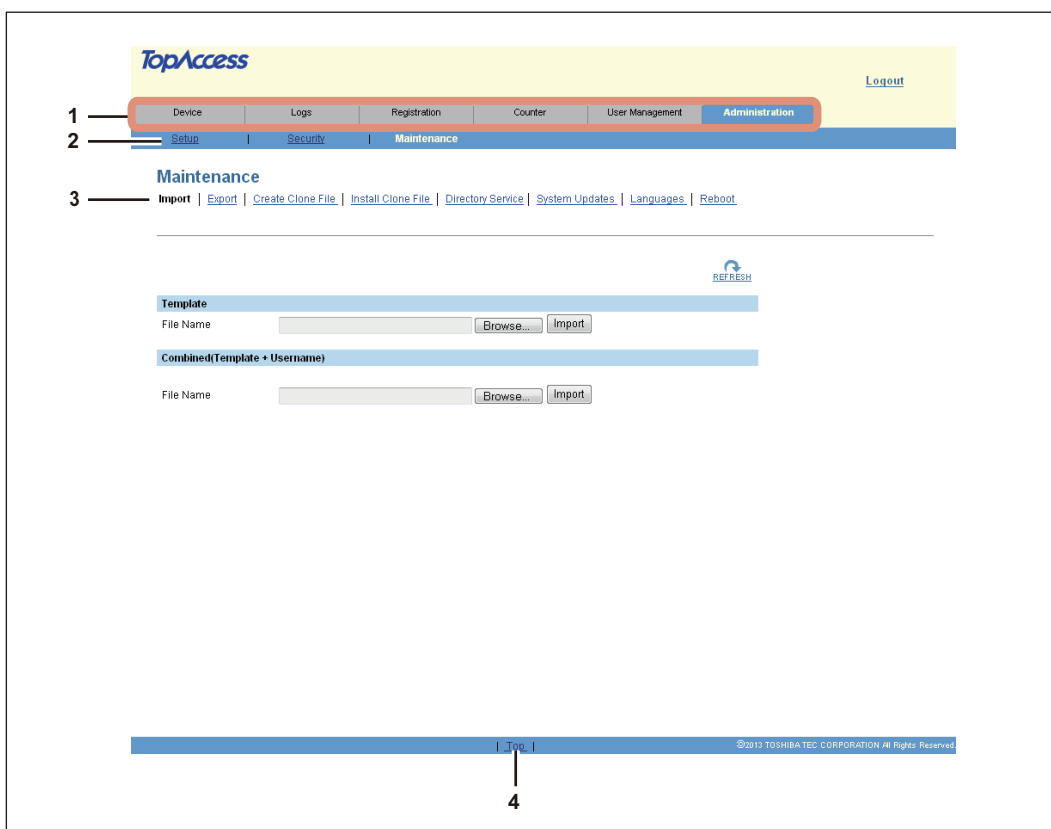 TopAccess
Logout
1
Device Logs Registration Counter User Management Administration
2
Setup | Security | Maintenance
Maintenance
3
Import | Export | Create Clone File | Install Clone File | Directory Service | System Updates | Languages | Reboot
REFRESH
Template
File Name Browse... Import
Combined(Template + Username)
File Name Browse... Import
| Top | ©2013 TOSHIBA TEC CORPORATION All Rights Reserved.
4